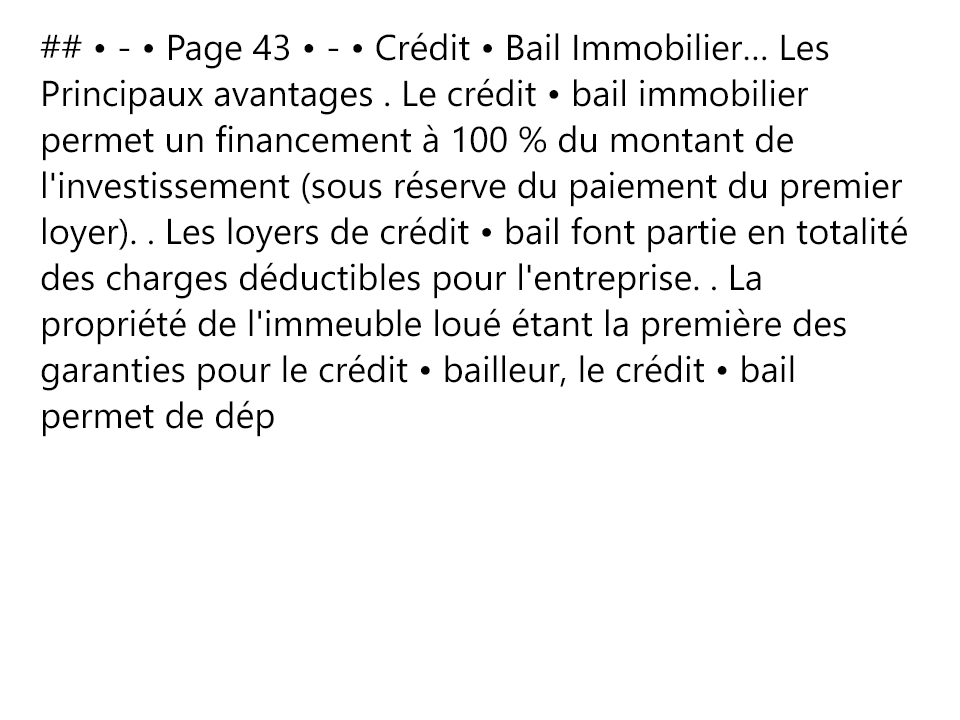 ## • - • Page 43 • - • Crédit • Bail Immobilier... Les
Principaux avantages . Le crédit • bail immobilier
permet un financement à 100 % du montant de
l'investissement (sous réserve du paiement du premier
loyer). . Les loyers de crédit • bail font partie en totalité
des charges déductibles pour l'entreprise. . La
propriété de l'immeuble loué étant la première des
garanties pour le crédit • bailleur, le crédit • bail
permet de dép